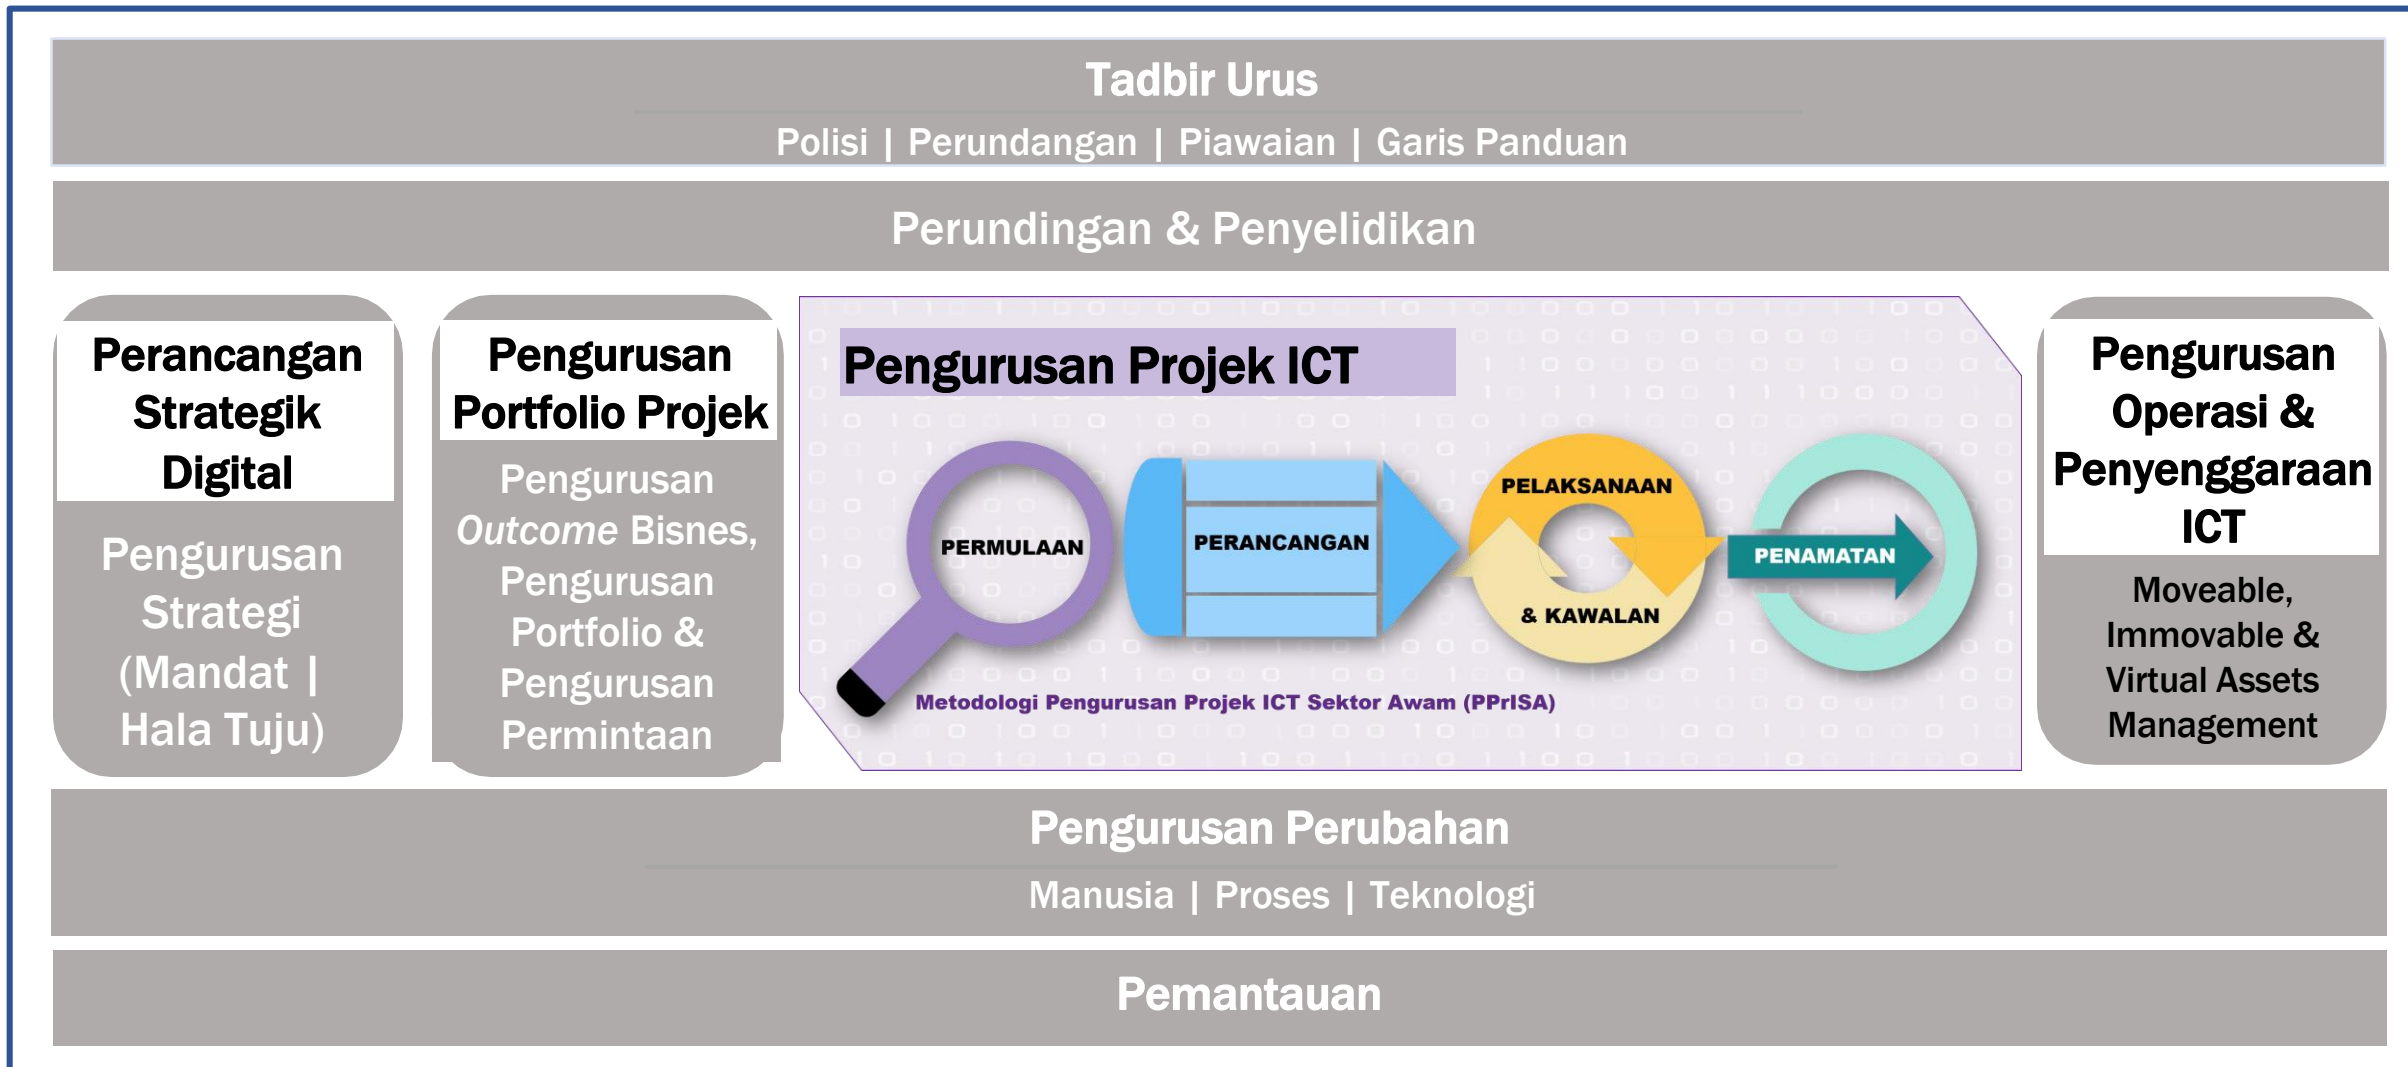 Tadbir Urus
Polisi | Perundangan | Piawaian | Garis Panduan
Perundingan & Penyelidikan
Perancangan
Strategik
Digital
Pengurusan
Strategi
(Mandat |
Hala Tuju)
Pengurusan
Portfolio Projek
Pengurusan
Outcome Bisnes,
Pengurusan
Portfolio &
Pengurusan
Permintaan
Pengurusan Projek ICT
PERMULAAN
PERANCANGAN
PELAKSANAAN
& KAWALAN
PENAMATAN
Metodologi Pengurusan Projek ICT Sektor Awam (PPrISA)
Pengurusan
Operasi &
Penyenggaraan
ICT
Moveable,
Immovable &
Virtual Assets
Management
Pengurusan Perubahan
Manusia | Proses | Teknologi
Pemantauan